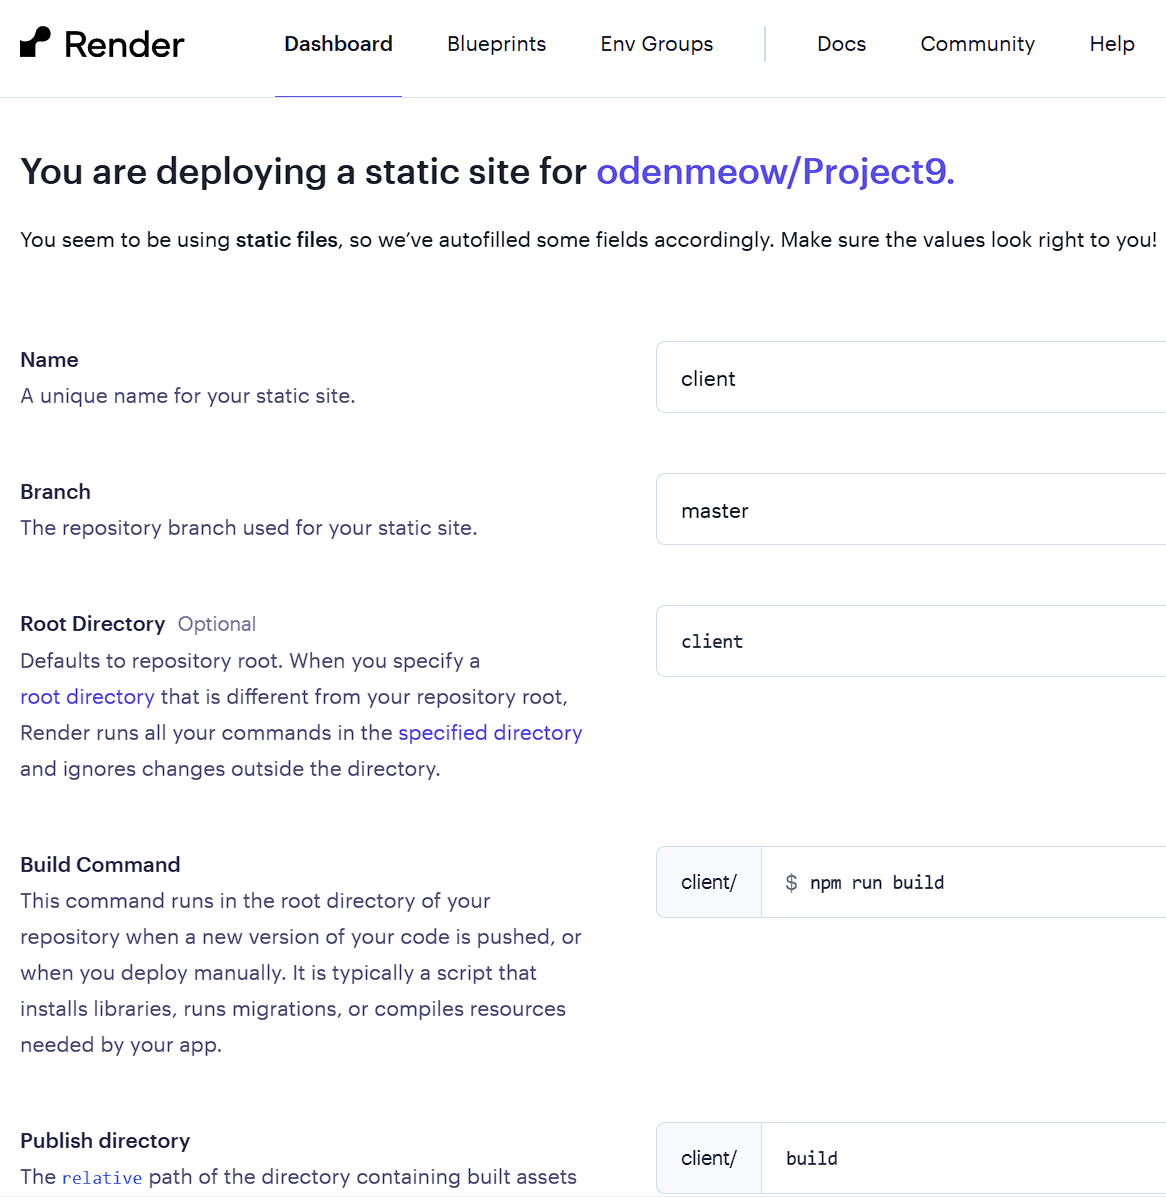 Render
Dashboard
Blueprints
Env Groups
Docs
Community
Help
You are deploying a static site for odenmeow/Project9.
You seem to be using static files, so we've autofilled some fields accordingly. Make sure the values look right to you!
Name
A unique name for your static site.
client
Branch
The repository branch used for your static site.
master
Root Directory Optional
Defaults to repository root. When you specify a
root directory that is different from your repository root,
Render runs all your commands in the specified directory
and ignores changes outside the directory.
client
Build Command
This command runs in the root directory of your
repository when a new version of your code is pushed, or
when you deploy manually. It is typically a script that
installs libraries, runs migrations, or compiles resources
needed by your app.
client/ $ npm run build
Publish directory
The relative path of the directory containing built assets
client/ build